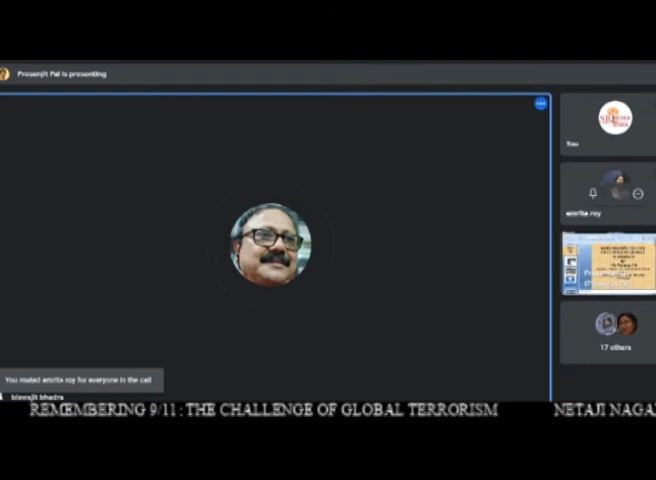 Prosenjit Pal is presenting
You
amrita roy
17 others
You muted amrita roy for everyone in the call
biswajit bhadra
REMEMBERING 9/11 : THE CHALLENGE OF GLOBAL TERRORISM NETAJI NAGA